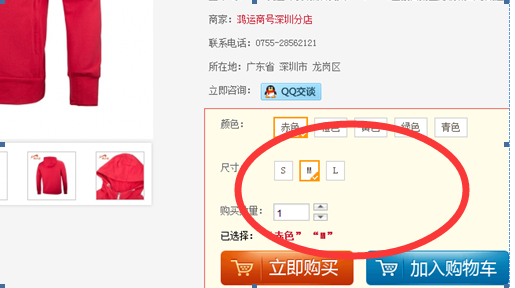 商家：鸿运商号深圳分店
联系电话：0755-28562121
所在地：广东省 深圳市 龙岗区
立即咨询： QQ交谈
颜色： 赤色 橙色 黄色 绿色 青色
尺寸 S M L
购买数量： 1
已选择： “赤色” “M”
立即购买 加入购物车